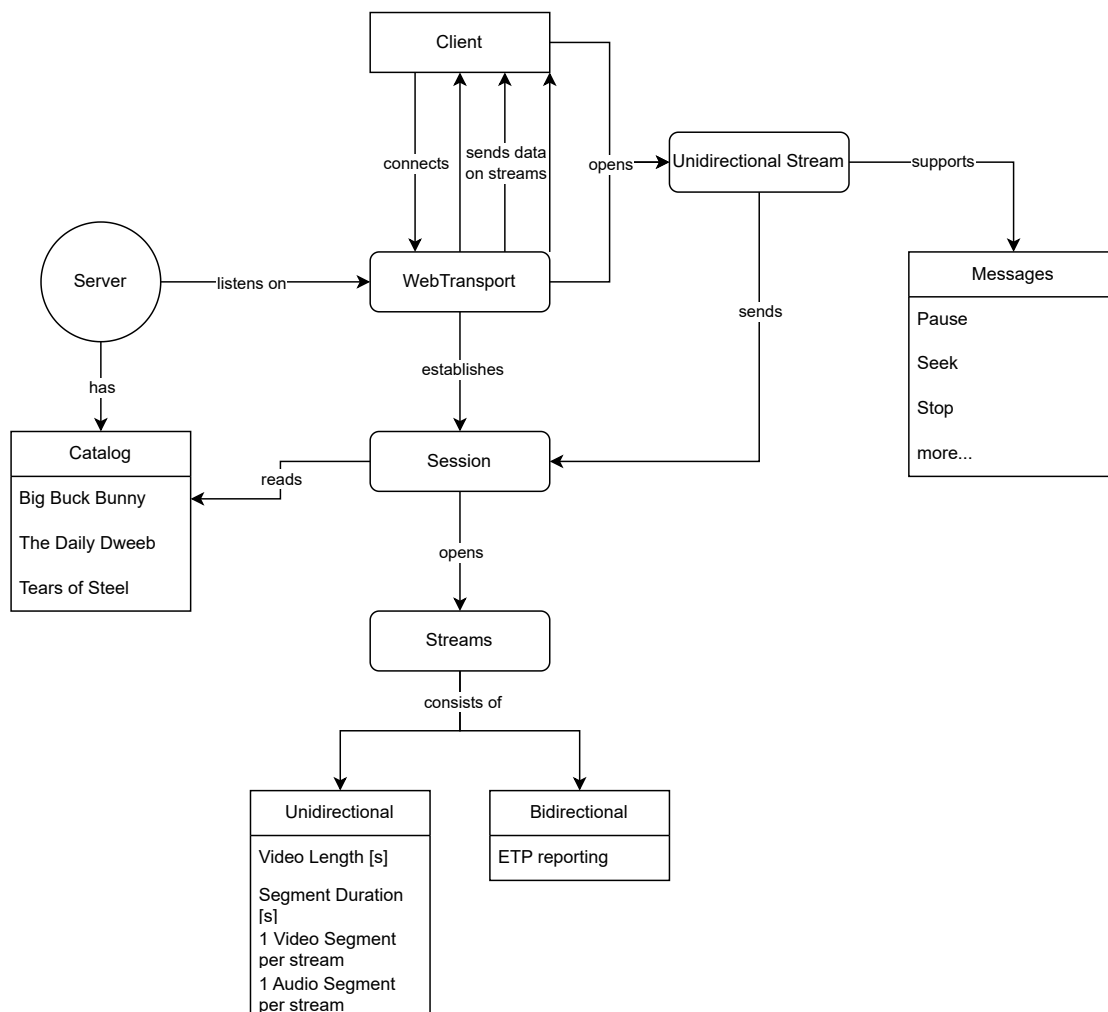 Client
connects
sends data
on streams
opens
Unidirectional Stream
supports
Server
listens on
WebTransport
Messages
Pause
Seek
Stop
more...
sends
has
establishes
Catalog
Big Buck Bunny
The Daily Dweeb
Tears of Steel
reads
Session
opens
Streams
consists of
Unidirectional
Video Length [s]
Segment Duration
[s]
1 Video Segment
per stream
1 Audio Segment
per stream
Bidirectional
ETP reporting